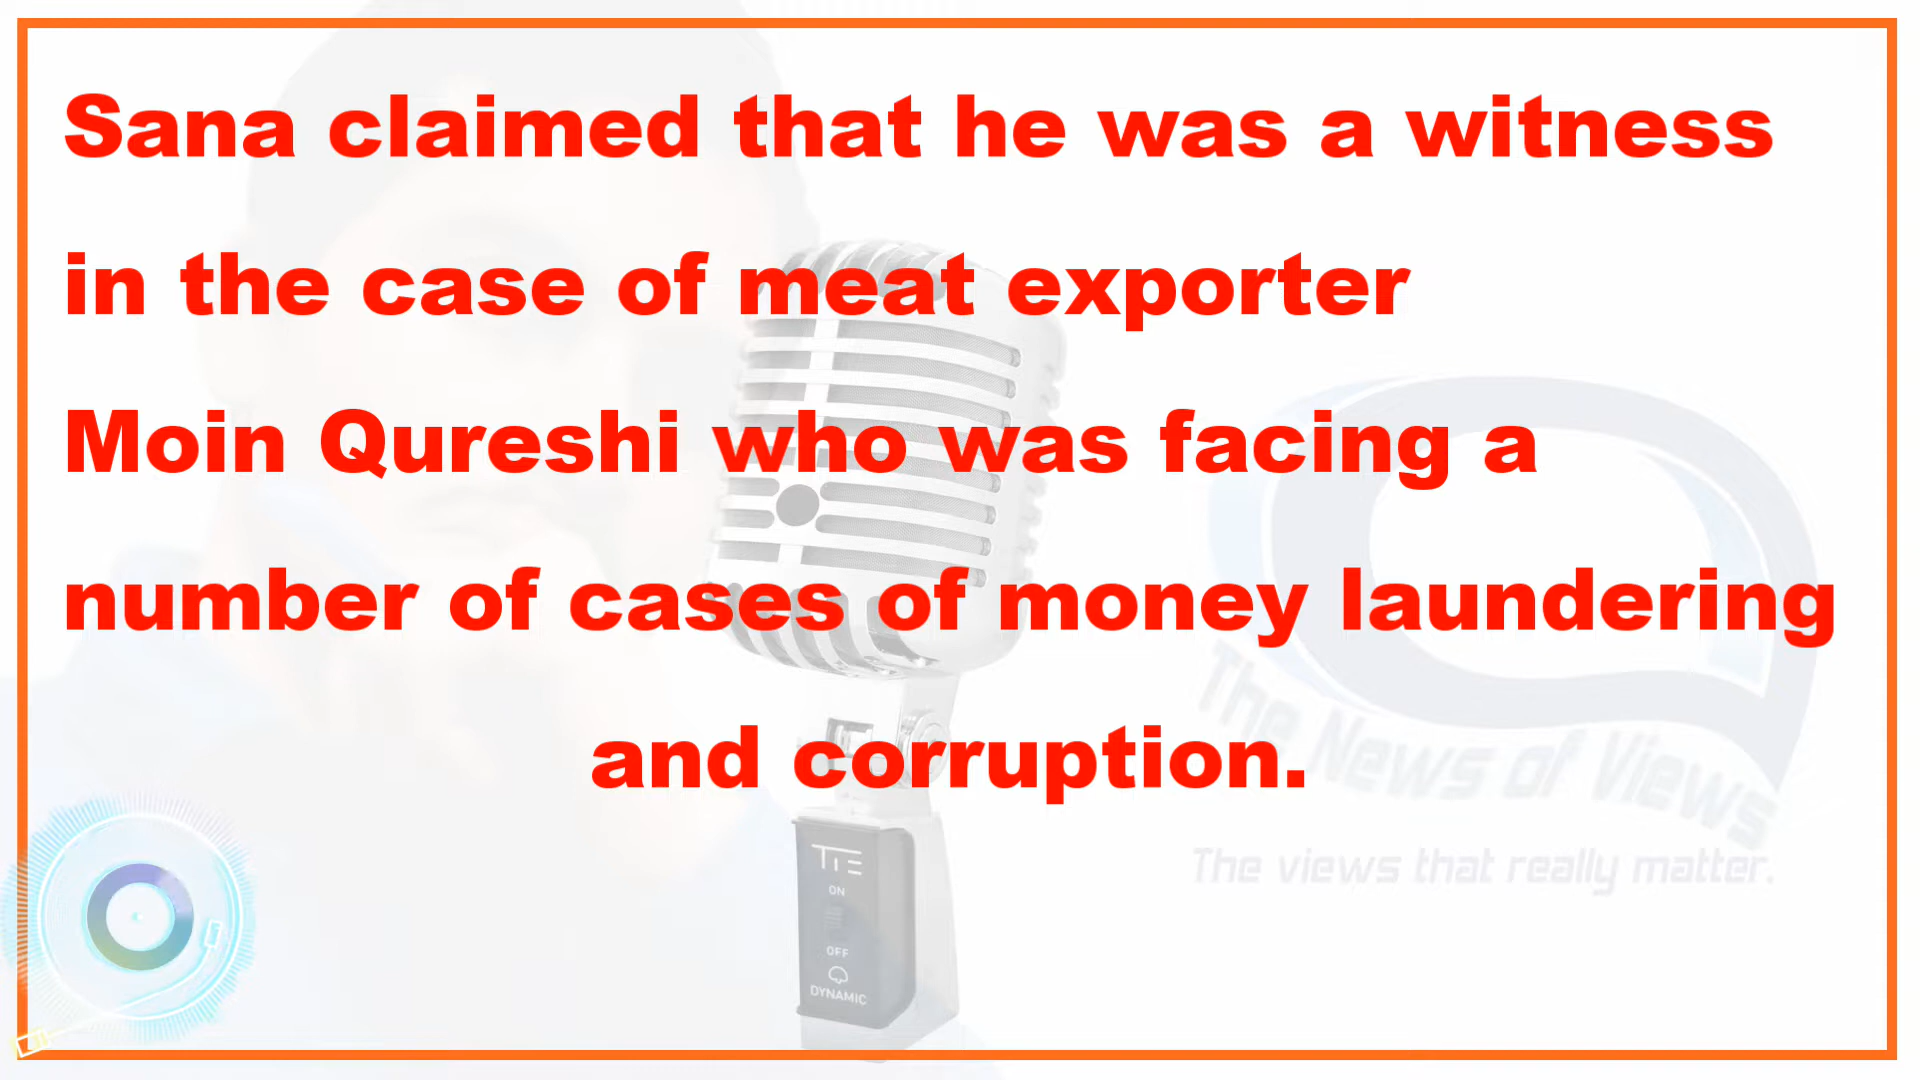 Sana claimed that he was a witness
in the case of meat exporter
Moin Qureshi who was facing a
number of cases of money laundering
and corruption.
The News of Views
The views that really matter.
TIE
ON
OFF
DYNAMIC